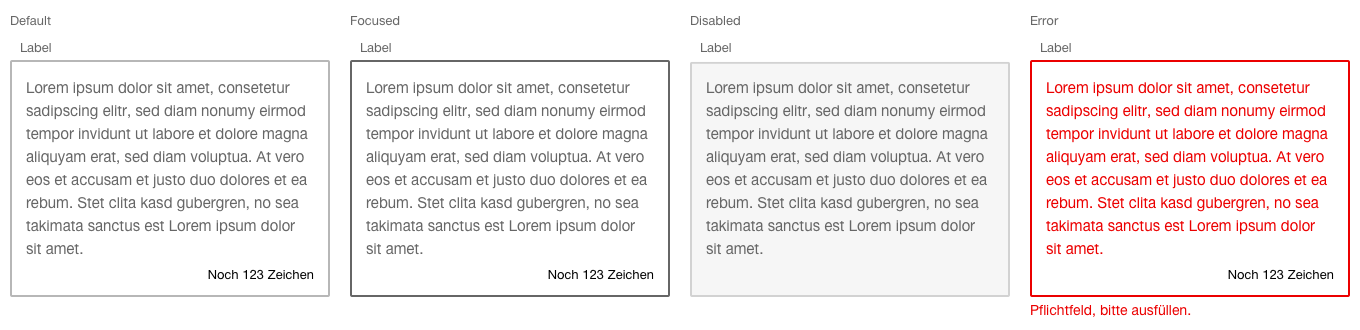 Default
Label
Lorem ipsum dolor sit amet, consetetur
sadipscing elitr, sed diam nonumy eirmod
tempor invidunt ut labore et dolore magna
aliquyam erat, sed diam voluptua. At vero
eos et accusam et justo duo dolores et ea
rebum. Stet clita kasd gubergren, no sea
takimata sanctus est Lorem ipsum dolor
sit amet.
Noch 123 Zeichen
Focused
Label
Lorem ipsum dolor sit amet, consetetur
sadipscing elitr, sed diam nonumy eirmod
tempor invidunt ut labore et dolore magna
aliquyam erat, sed diam voluptua. At vero
eos et accusam et justo duo dolores et ea
rebum. Stet clita kasd gubergren, no sea
takimata sanctus est Lorem ipsum dolor
sit amet.
Noch 123 Zeichen
Disabled
Label
Lorem ipsum dolor sit amet, consetetur
sadipscing elitr, sed diam nonumy eirmod
tempor invidunt ut labore et dolore magna
aliquyam erat, sed diam voluptua. At vero
eos et accusam et justo duo dolores et ea
rebum. Stet clita kasd gubergren, no sea
takimata sanctus est Lorem ipsum dolor
sit amet.
Error
Label
Lorem ipsum dolor sit amet, consetetur
sadipscing elitr, sed diam nonumy eirmod
tempor invidunt ut labore et dolore magna
aliquyam erat, sed diam voluptua. At vero
eos et accusam et justo duo dolores et ea
rebum. Stet clita kasd gubergren, no sea
takimata sanctus est Lorem ipsum dolor
sit amet.
Noch 123 Zeichen
Pflichtfeld, bitte ausfüllen.